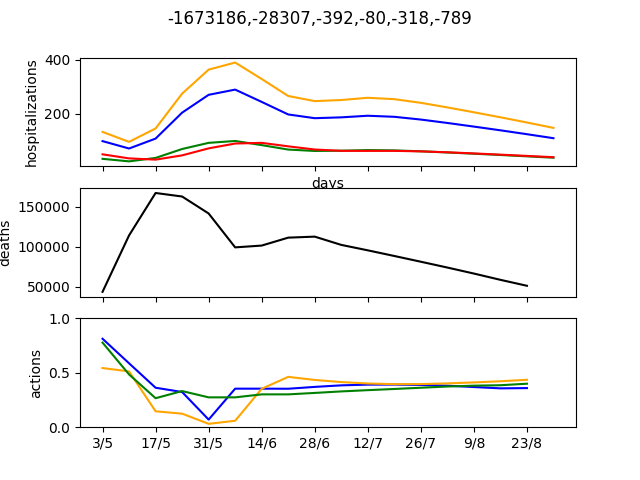 -1673186,-28307,-392,-80,-318,-789
400
200
hospitalizations
days
150000
100000
50000
deaths
1.0
0.5
0.0
actions
3/5 17/5 31/5 14/6 28/6 12/7 26/7 9/8 23/8